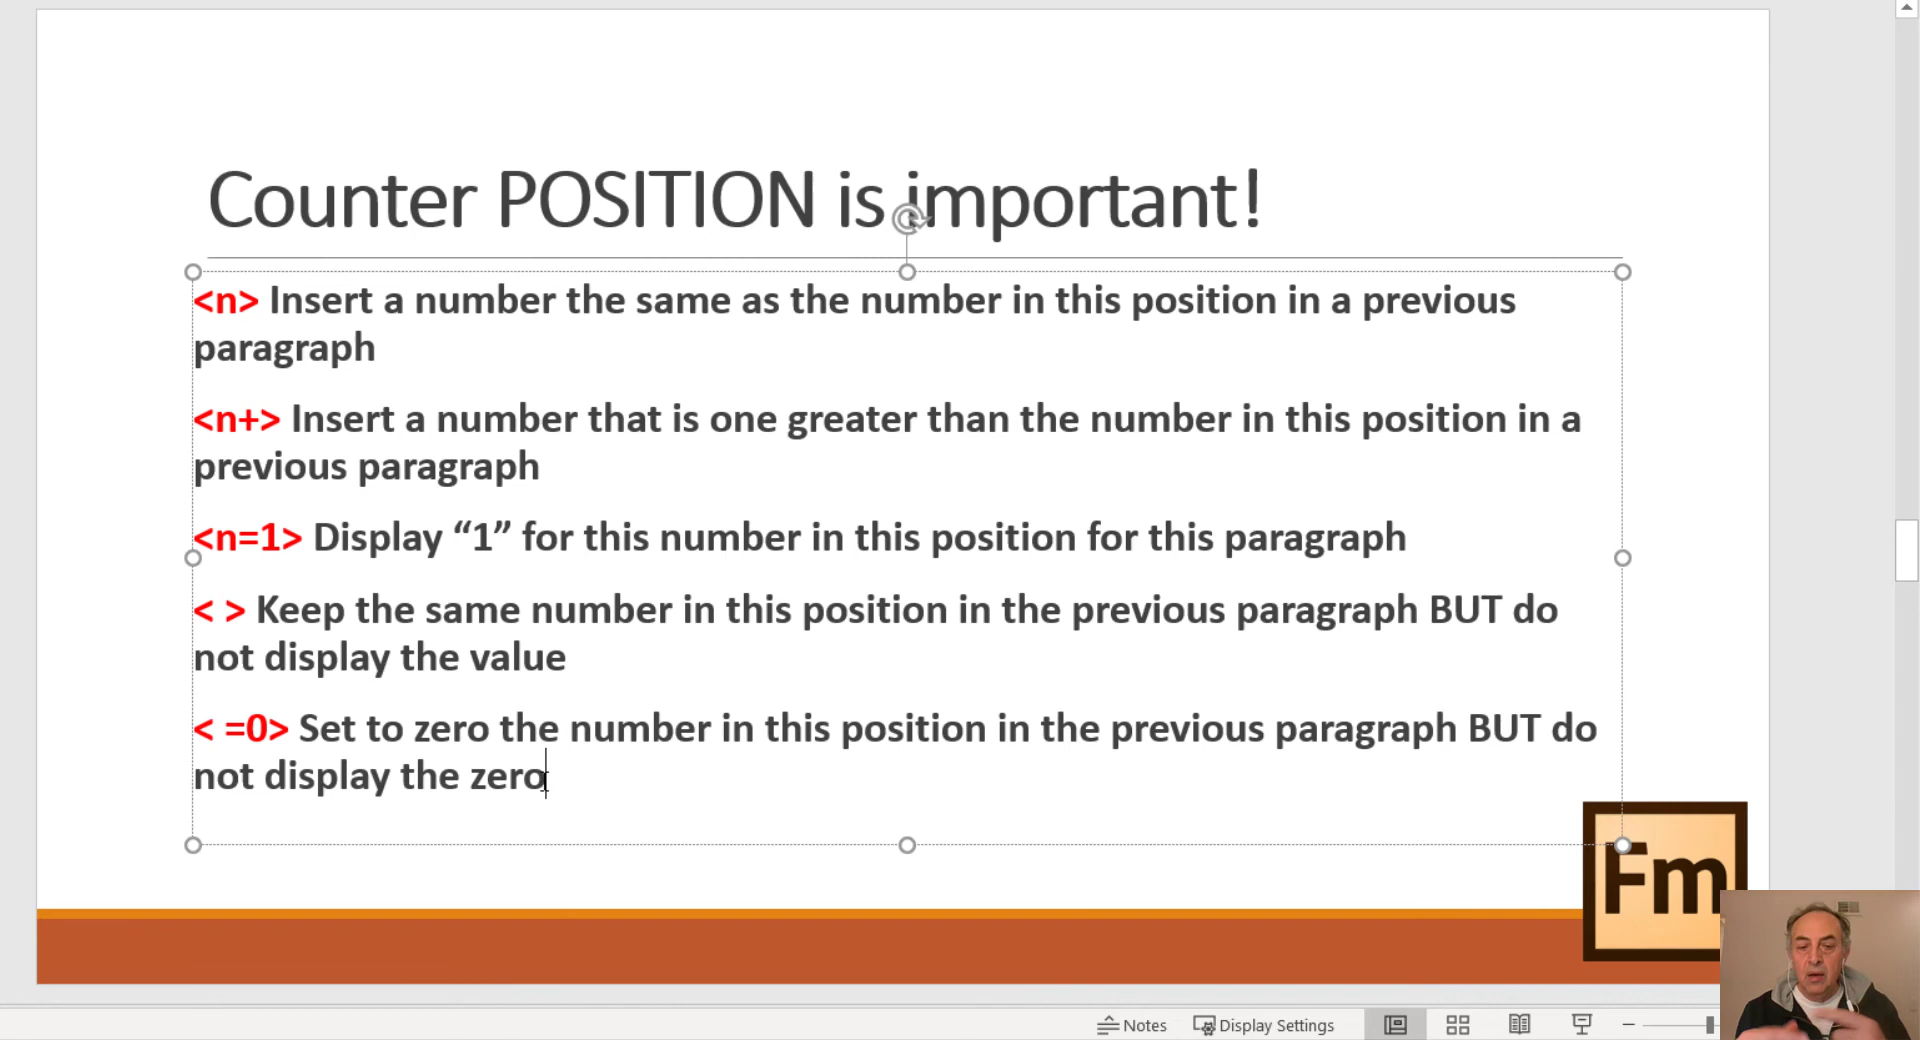 Counter POSITION is important!
<n> Insert a number the same as the number in this position in a previous
paragraph
<n+> Insert a number that is one greater than the number in this position in a
previous paragraph
<n=1> Display “1” for this number in this position for this paragraph
< > Keep the same number in this position in the previous paragraph BUT do
not display the value
< =0> Set to zero the number in this position in the previous paragraph BUT do
not display the zero
Fm
Notes Display Settings